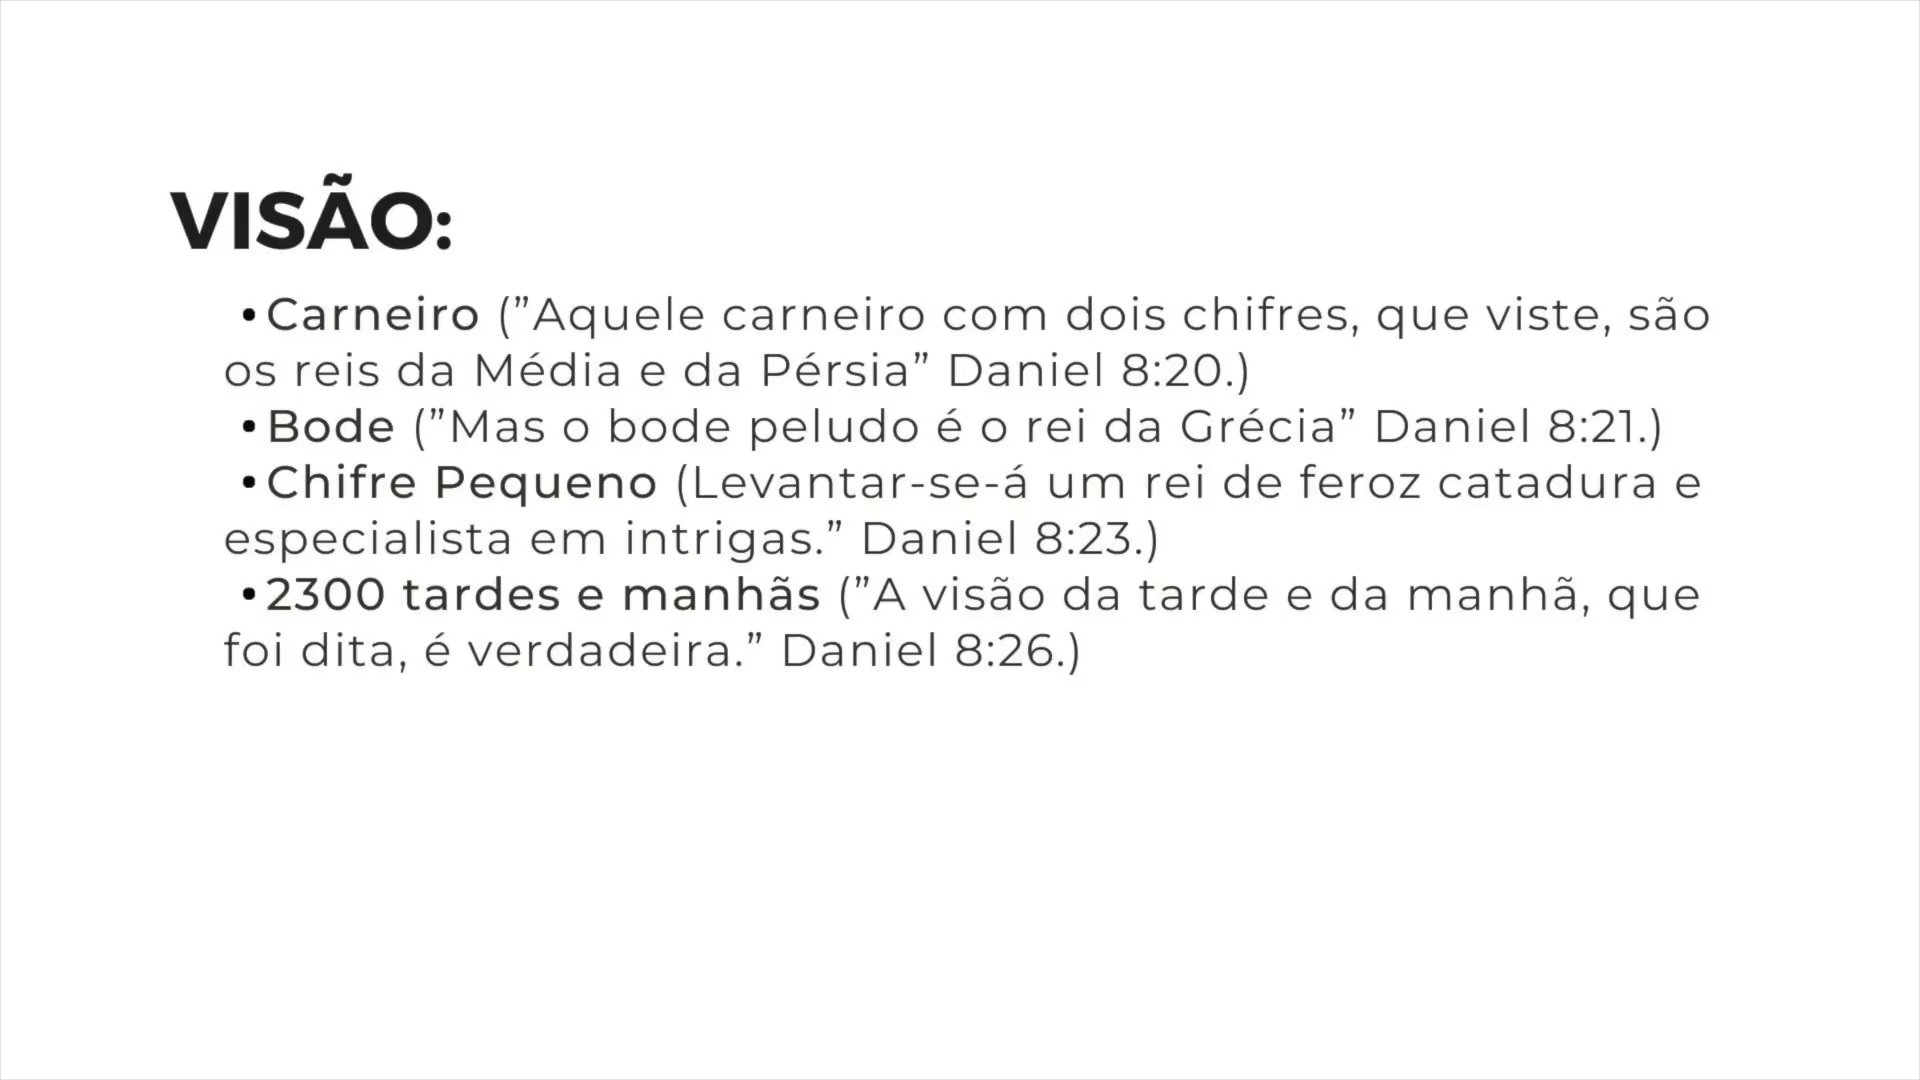 VISÃO:
•Carneiro (”Aquele carneiro com dois chifres, que viste, são
os reis da Média e da Pérsia” Daniel 8:20.)
•Bode (”Mas o bode peludo é o rei da Grécia” Daniel 8:21.)
•Chifre Pequeno (Levantar-se-á um rei de feroz catadura e
especialista em intrigas.” Daniel 8:23.)
•2300 tardes e manhãs (”A visão da tarde e da manhã, que
foi dita, é verdadeira.” Daniel 8:26.)